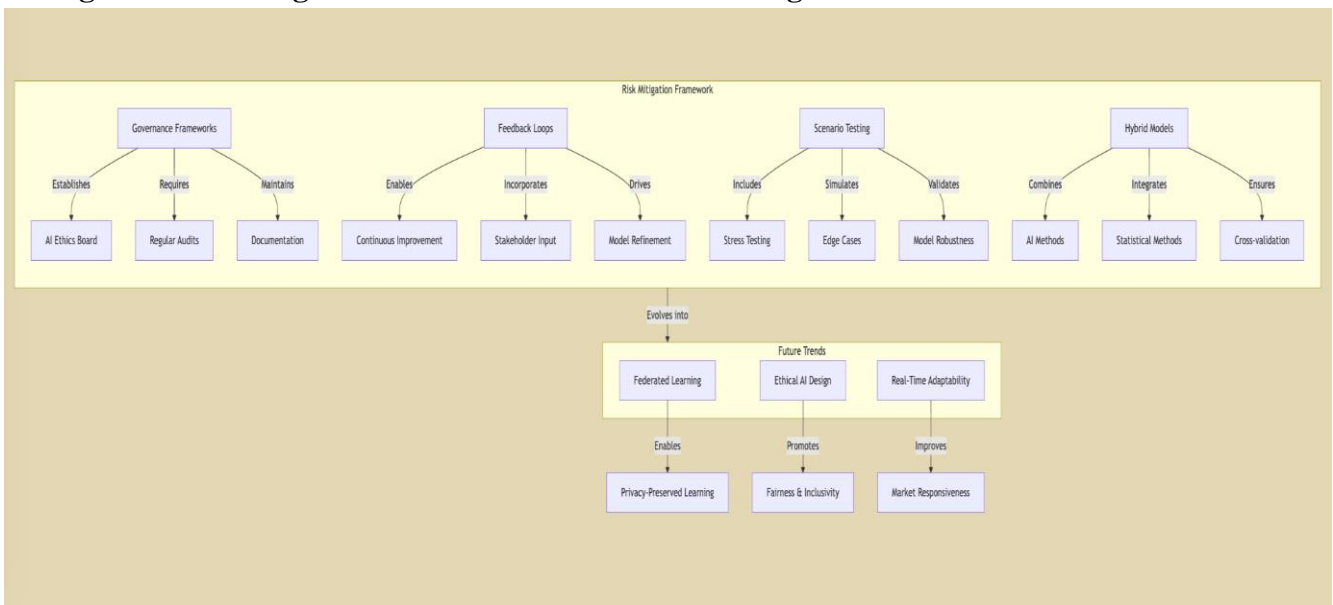 Risk Mitigation Framework
Governance Frameworks
Feedback Loops
Scenario Testing
Hybrid Models
Establishes
Requires
Maintains
Enables
Incorporates
Drives
Includes
Simulates
Validates
Combines
Integrates
Ensures
AI Ethics Board
Regular Audits
Documentation
Continuous Improvement
Stakeholder Input
Model Refinement
Stress Testing
Edge Cases
Model Robustness
AI Methods
Statistical Methods
Cross-validation
Evolves into
Future Trends
Federated Learning
Ethical AI Design
Real-Time Adaptability
Enables
Promotes
Improves
Privacy-Preserved Learning
Fairness & Inclusivity
Market Responsiveness